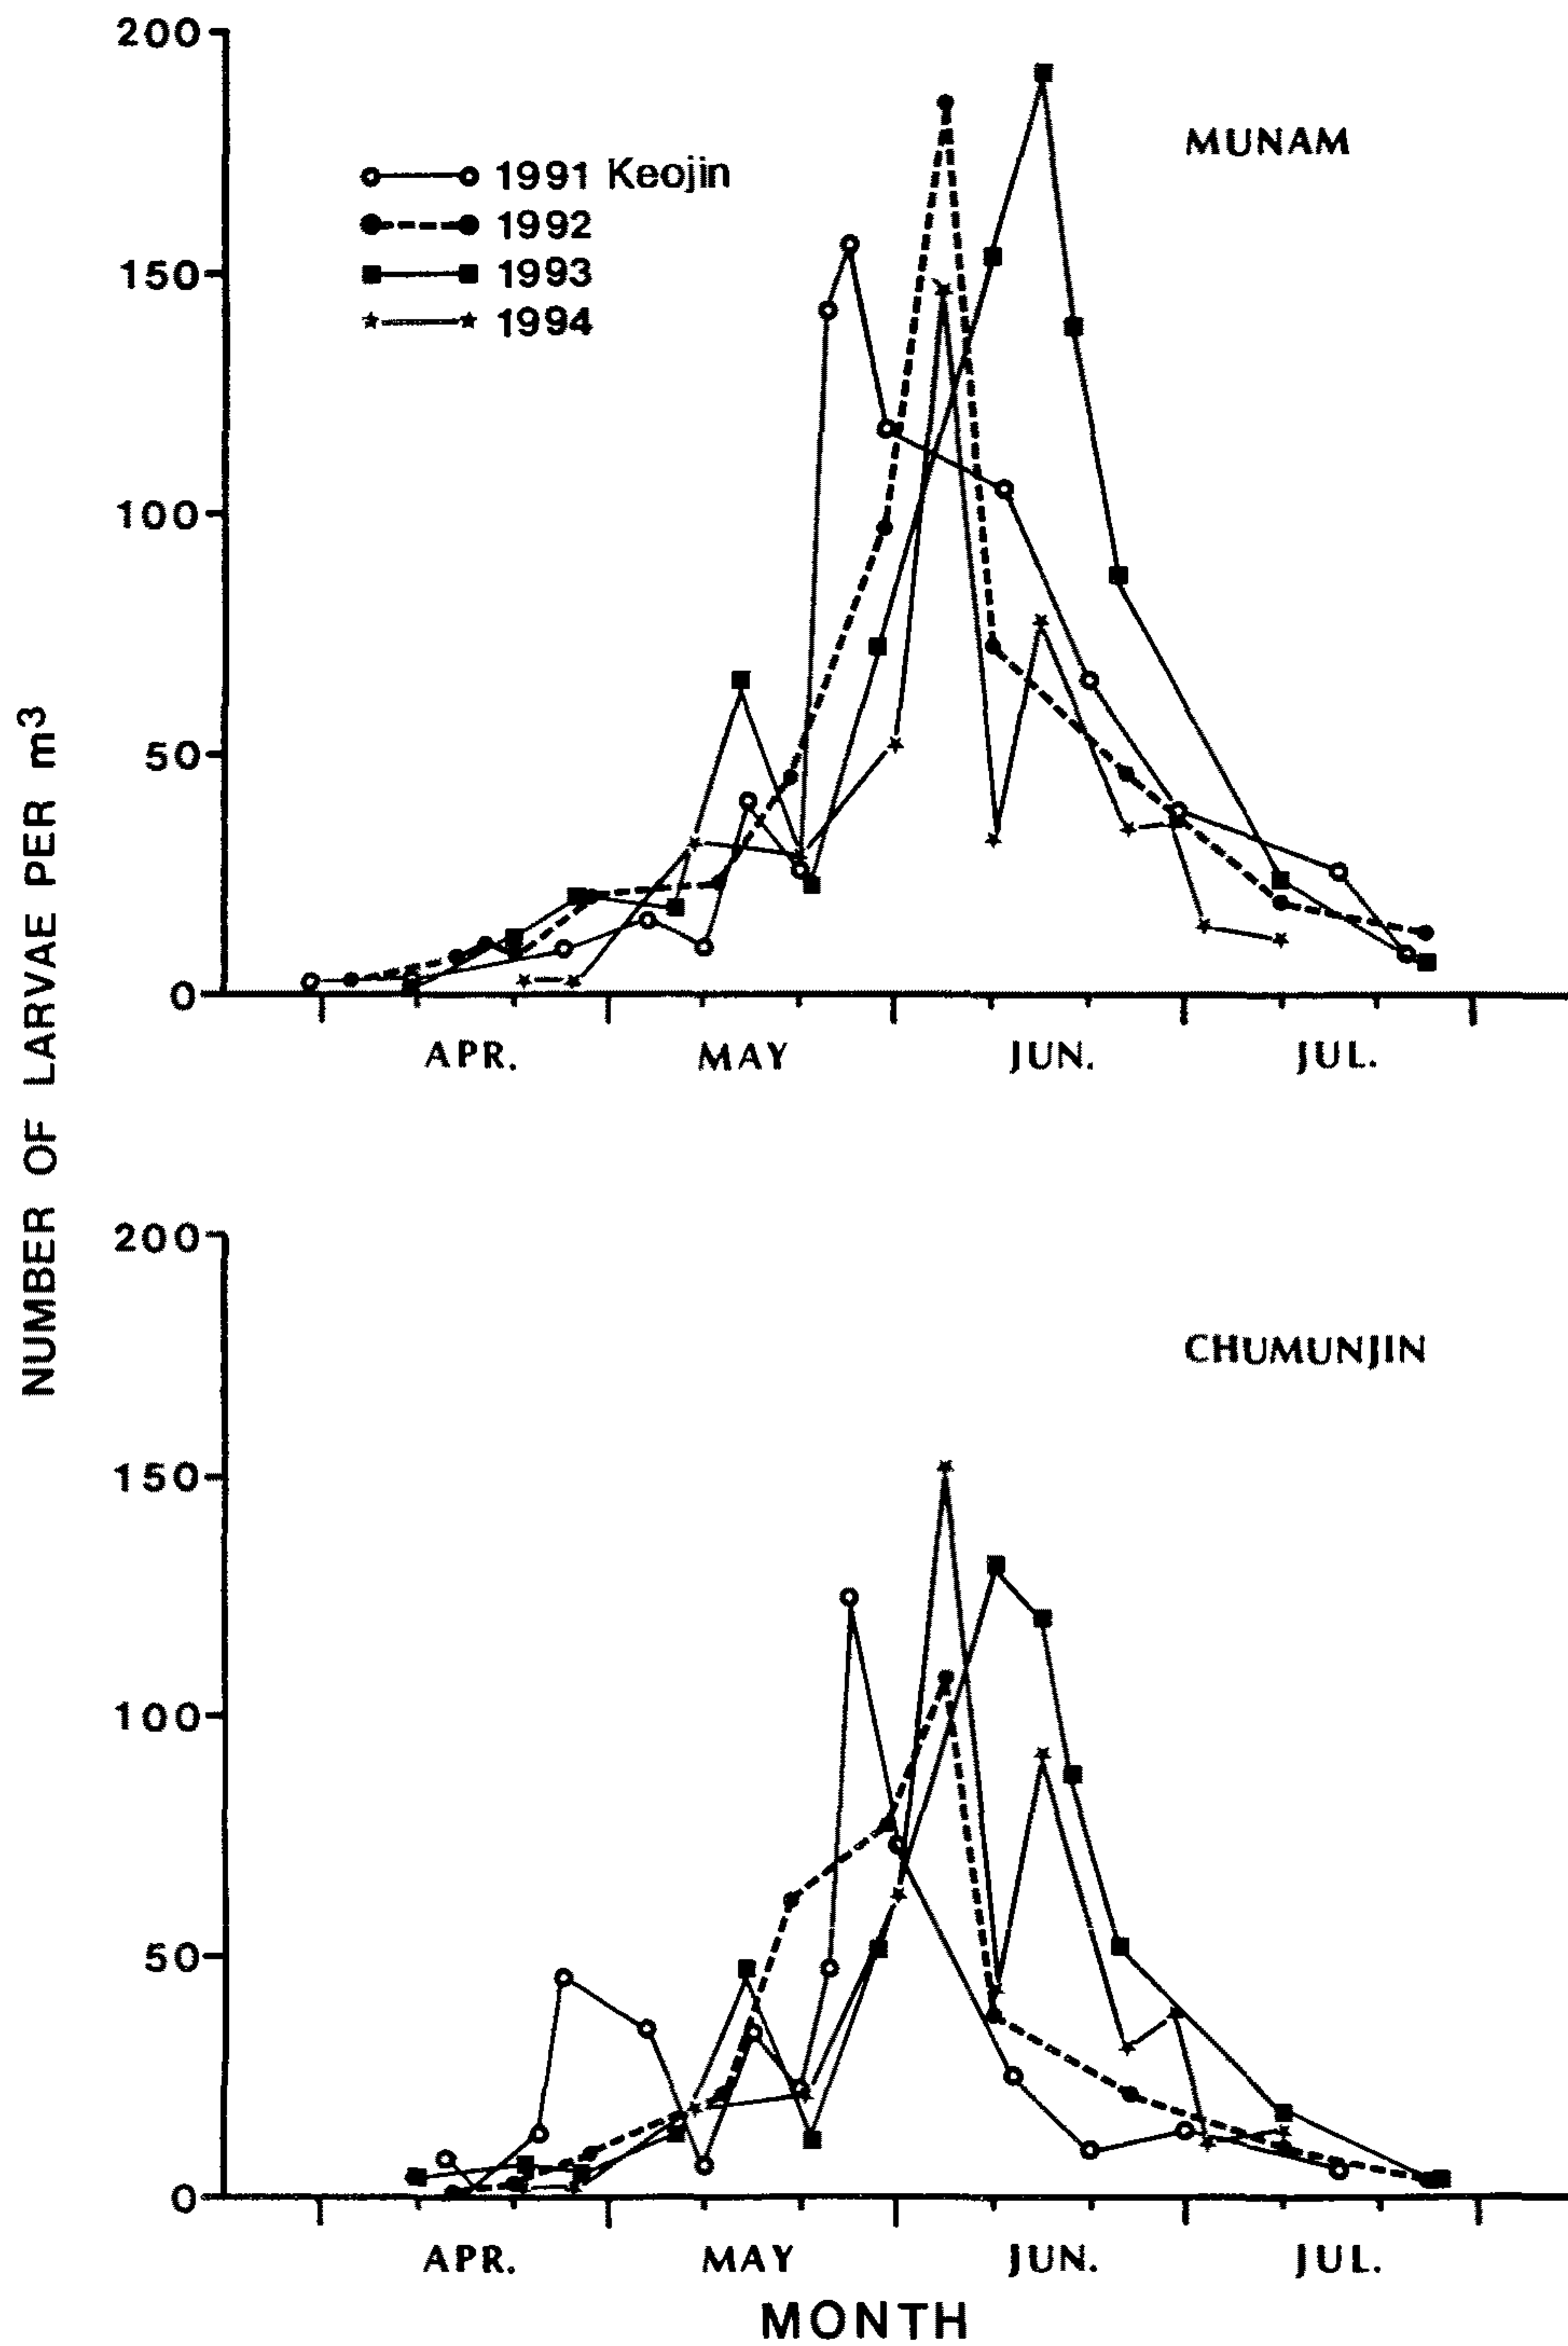 NUMBER OF LARVAE PER m³
200
150
100
50
0
MUNAM
1991 Keojin
1992
1993
1994
APR. MAY JUN. JUL.
200
150
100
50
0
CHUMUNJIN
APR. MAY JUN. JUL.
MONTH